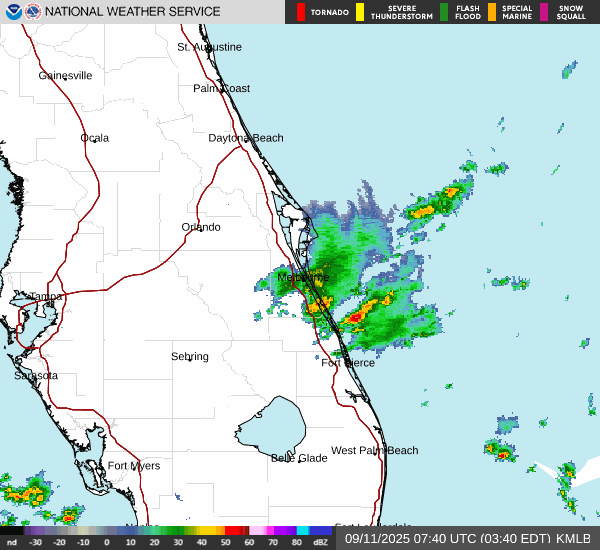 NATIONAL WEATHER SERVICE
TORNADO
SEVERE THUNDERSTORM
FLASH FLOOD
SPECIAL MARINE
SNOW SQUALL
St. Augustine
Gainesville
Palm Coast
Ocala
Daytona Beach
Orlando
Melbourne
Tampa
Sebring
Fort Pierce
Sarasota
West Palm Beach
Belle Glade
Fort Myers
nd -30 -20 -10 0 10 20 30 40 50 60 70 80 dBZ
09/11/2025 07:40 UTC (03:40 EDT) KMLB